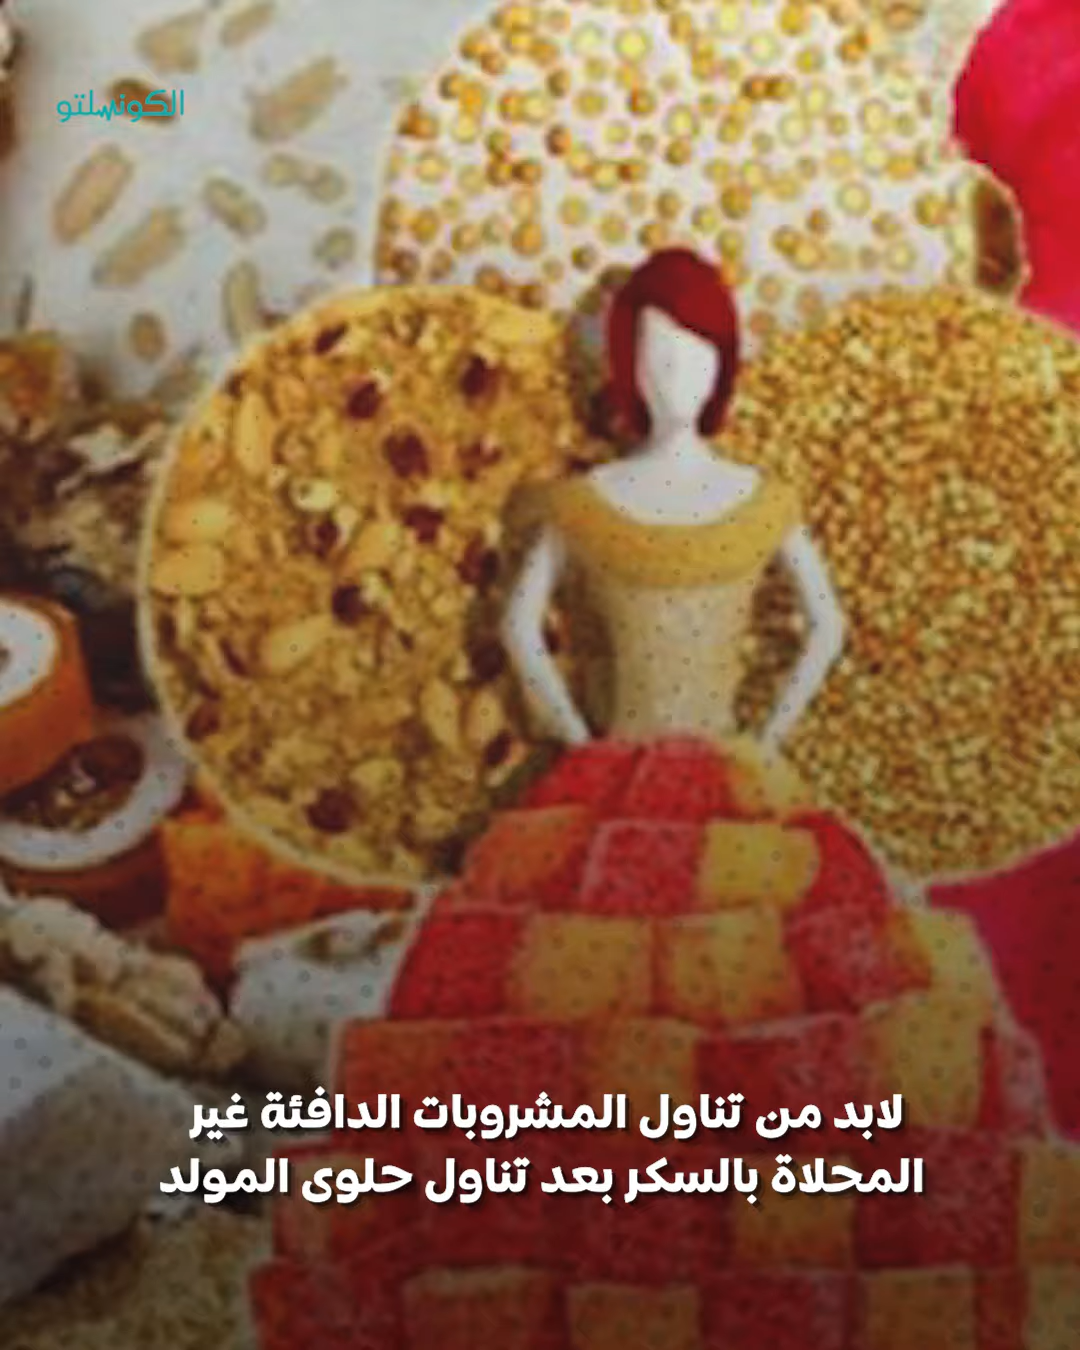 الكونسلتو
لابد من تناول المشروبات الدافئة غير
المحلاة بالسكر بعد تناول حلوى المولد